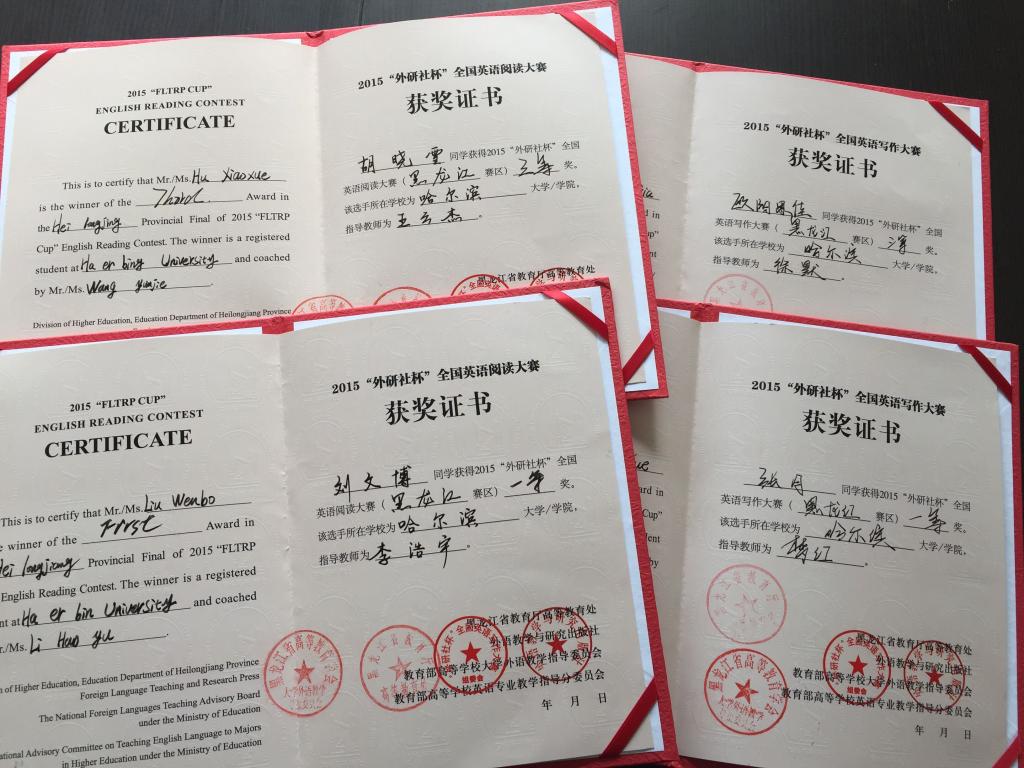 2015 “FLTRP CUP”
ENGLISH READING CONTEST
CERTIFICATE
This is to certify that Mr./Ms. Hu Xiaoxue
is the winner of the Third Award in
the Hei longjing Provincial Final of 2015 “FLTRP
Cup” English Reading Contest. The winner is a registered
student at Ha er bing University and coached
by Mr./Ms. Wang yunjie.
Division of Higher Education, Education Department of Heilongjiang Province
2015“外研社杯”全国英语阅读大赛
获奖证书
胡晓雪 同学获得2015“外研社杯”全国
英语阅读大赛（黑龙江 赛区）三等 奖。
该选手所在学校为 哈尔滨 大学/学院，
指导教师为 王云杰。
黑龙江省教育厅高等教育处
2015“外研社杯”全国英语写作大赛
获奖证书
同学获得2015“外研社杯”全国
英语写作大赛（黑龙江 赛区） 奖。
该选手所在学校为 哈尔滨 大学/学院，
指导教师为 徐默。
Award in
2015 “FLTRP CUP”
ENGLISH READING CONTEST
CERTIFICATE
This is to certify that Mr./Ms. Liu Wenbo
winner of the First Award in
Hei longjiang Provincial Final of 2015 “FLTRP
English Reading Contest. The winner is a registered
at Ha er bin University and coached
Mr./Ms. Li Hao yu.
of Higher Education, Education Department of Heilongjiang Province
Foreign Language Teaching and Research Press
The National Foreign Languages Teaching Advisory Board
under the Ministry of Education
National Advisory Committee on Teaching English Language to Majors
in Higher Education under the Ministry of Education
2015“外研社杯”全国英语阅读大赛
获奖证书
刘文博 同学获得2015“外研社杯”全国
英语阅读大赛（黑龙江 赛区）一等 奖。
该选手所在学校为 哈尔滨 大学/学院，
指导教师为 李浩宇。
黑龙江省教育厅高等教育处
外语教学与研究出版社
教育部高等学校大学外语教学指导委员会
教育部高等学校英语专业教学指导分委员会
年 月 日
2015“外研社杯”全国英语写作大赛
获奖证书
张月 同学获得2015“外研社杯”全国
英语写作大赛（黑龙江 赛区）一等 奖。
该选手所在学校为 哈尔滨 大学/学院，
指导教师为
黑龙江省教育厅高等教育处
外语教学与研究出版社
教育部高等学校大学外语教学指导委员会
教育部高等学校英语专业教学指导分委员会
年 月 日